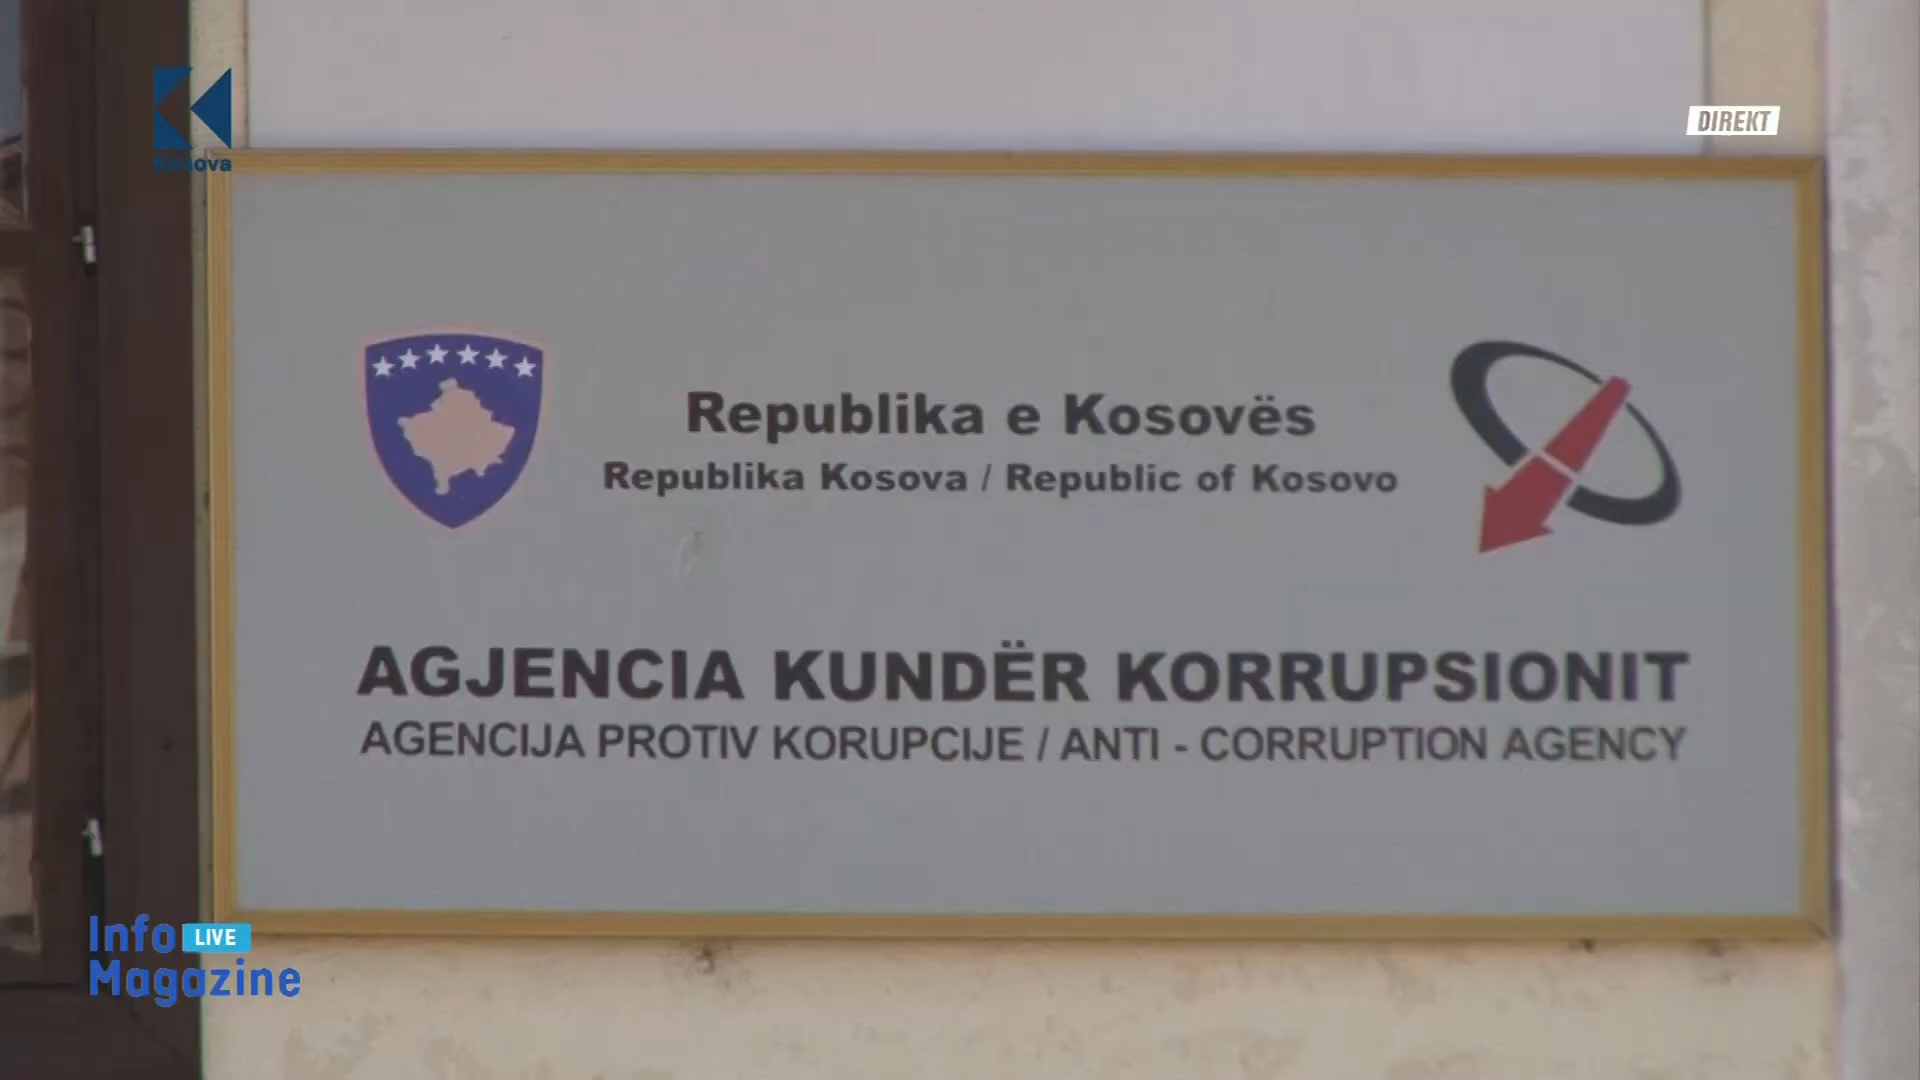 Kosova
DIREKT
Republika e Kosovës
Republika Kosova / Republic of Kosovo
AGJENCIA KUNDËR KORRUPSIONIT
AGENCIJA PROTIV KORUPCIJE / ANTI - CORRUPTION AGENCY
Info LIVE
Magazine